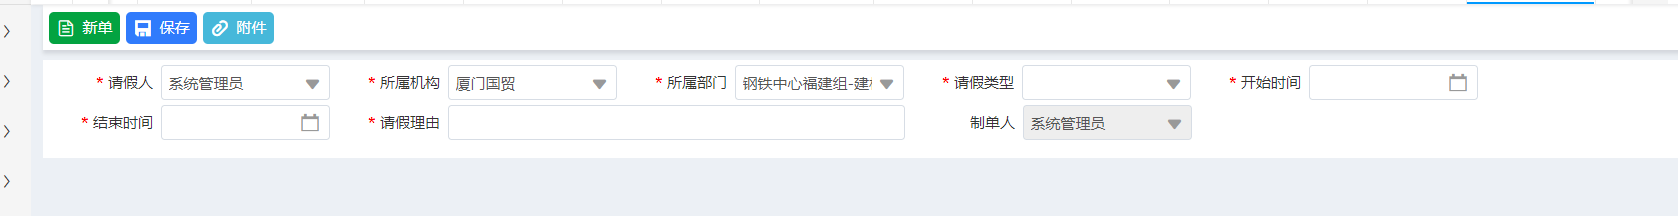 新单 保存 附件
* 请假人 系统管理员 * 所属机构 厦门国贸 * 所属部门 钢铁中心福建组-建 * 请假类型 * 开始时间
* 结束时间 * 请假理由 制单人 系统管理员